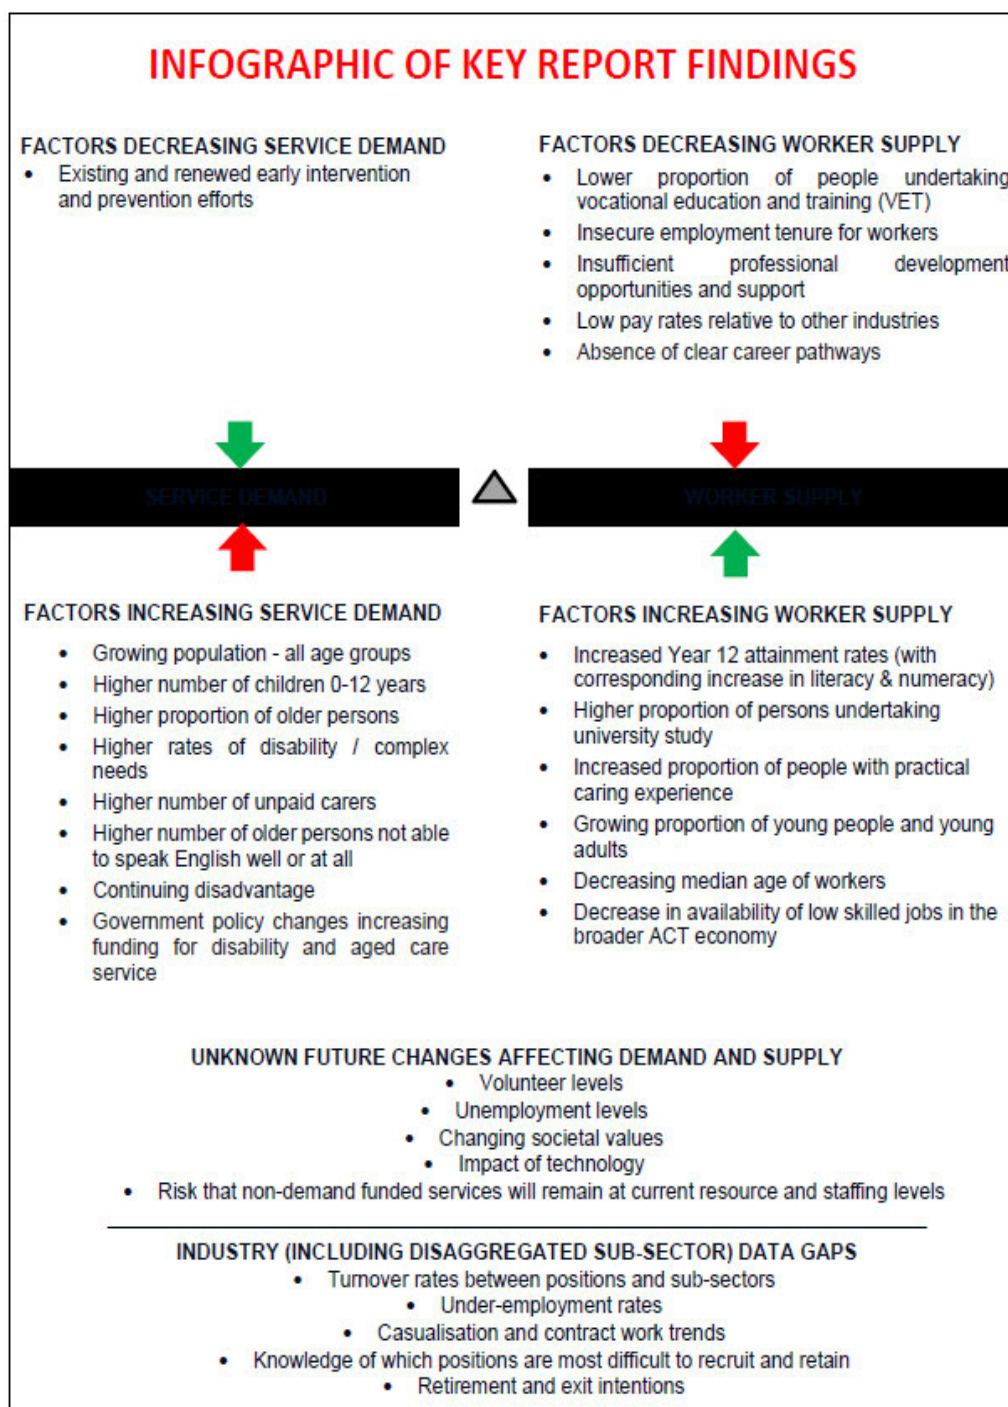 INFOGRAPHIC OF KEY REPORT FINDINGS
FACTORS DECREASING SERVICE DEMAND
• Existing and renewed early intervention
and prevention efforts
FACTORS DECREASING WORKER SUPPLY
• Lower proportion of people undertaking
vocational education and training (VET)
• Insecure employment tenure for workers
• Insufficient professional development
opportunities and support
• Low pay rates relative to other industries
• Absence of clear career pathways
SERVICE DEMAND
WORKER SUPPLY
FACTORS INCREASING SERVICE DEMAND
• Growing population - all age groups
• Higher number of children 0-12 years
• Higher proportion of older persons
• Higher rates of disability / complex
needs
• Higher number of unpaid carers
• Higher number of older persons not able
to speak English well or at all
• Continuing disadvantage
• Government policy changes increasing
funding for disability and aged care
service
FACTORS INCREASING WORKER SUPPLY
• Increased Year 12 attainment rates (with
corresponding increase in literacy & numeracy)
• Higher proportion of persons undertaking
university study
• Increased proportion of people with practical
caring experience
• Growing proportion of young people and young
adults
• Decreasing median age of workers
• Decrease in availability of low skilled jobs in the
broader ACT economy
UNKNOWN FUTURE CHANGES AFFECTING DEMAND AND SUPPLY
• Volunteer levels
• Unemployment levels
• Changing societal values
• Impact of technology
• Risk that non-demand funded services will remain at current resource and staffing levels
INDUSTRY (INCLUDING DISAGGREGATED SUB-SECTOR) DATA GAPS
• Turnover rates between positions and sub-sectors
• Under-employment rates
• Casualisation and contract work trends
• Knowledge of which positions are most difficult to recruit and retain
• Retirement and exit intentions